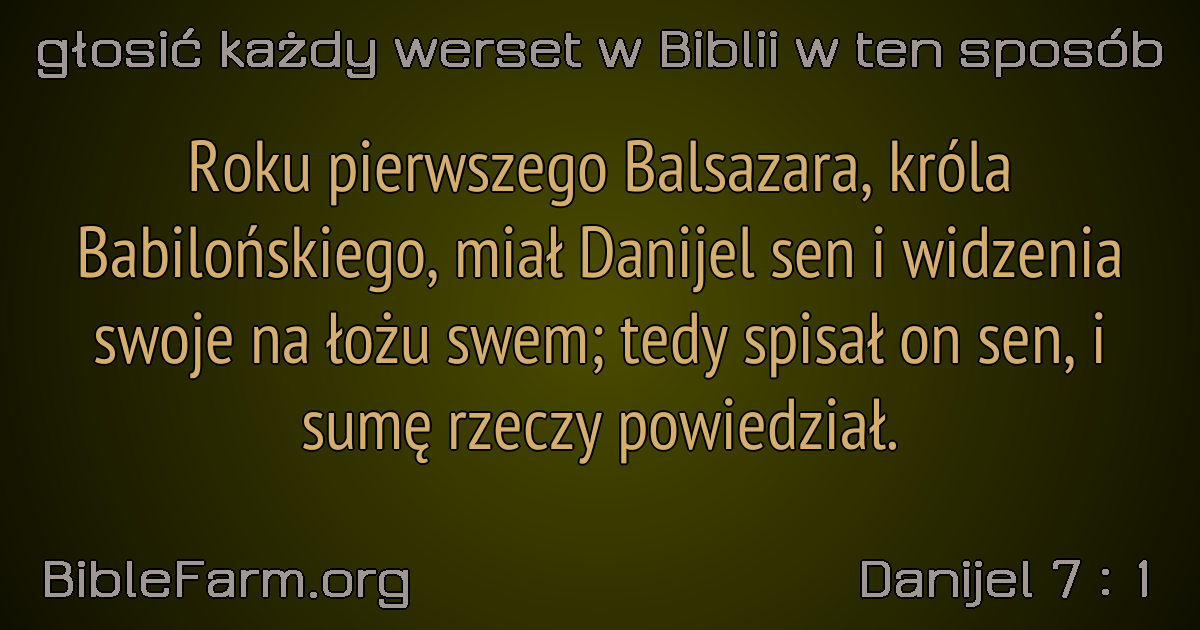 głosić każdy werset w Biblii w ten sposób
Roku pierwszego Balsazara, króla
Babilońskiego, miał Danijel sen i widzenia
swoje na łożu swem; tedy spisał on sen, i
sumę rzeczy powiedział.
BibleFarm.org
Danijel 7 : 1